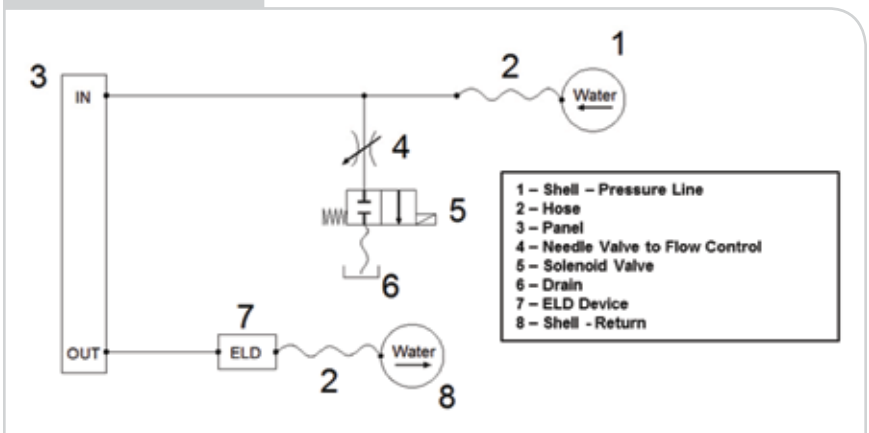 1
2
Water
3
IN
4
5
6
1 – Shell – Pressure Line
2 – Hose
3 – Panel
4 – Needle Valve to Flow Control
5 – Solenoid Valve
6 – Drain
7 – ELD Device
8 – Shell - Return
7
OUT
ELD
2
Water
8